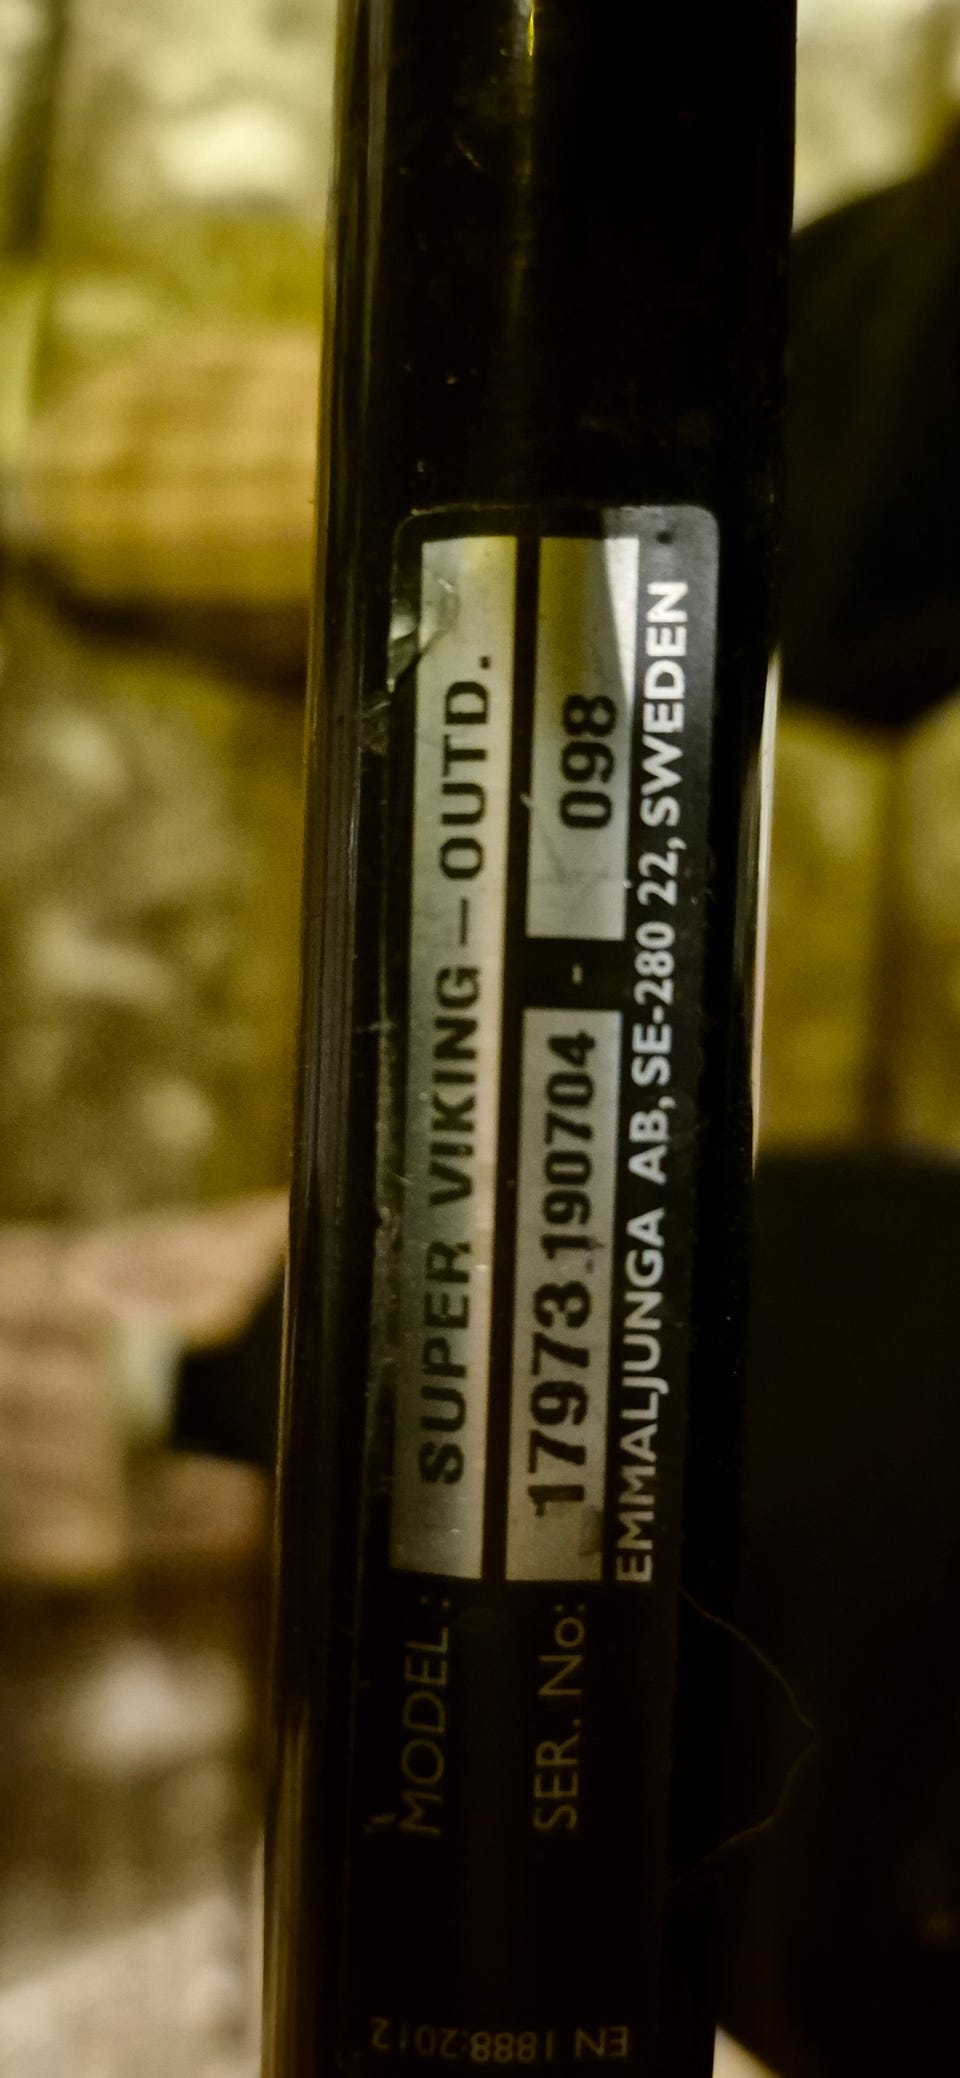 MODEL: SUPER VIKING - OUTD.
SER. No: 17973 190704 - 098
EMMALJUNGA AB, SE-280 22, SWEDEN
EN 1888:2012